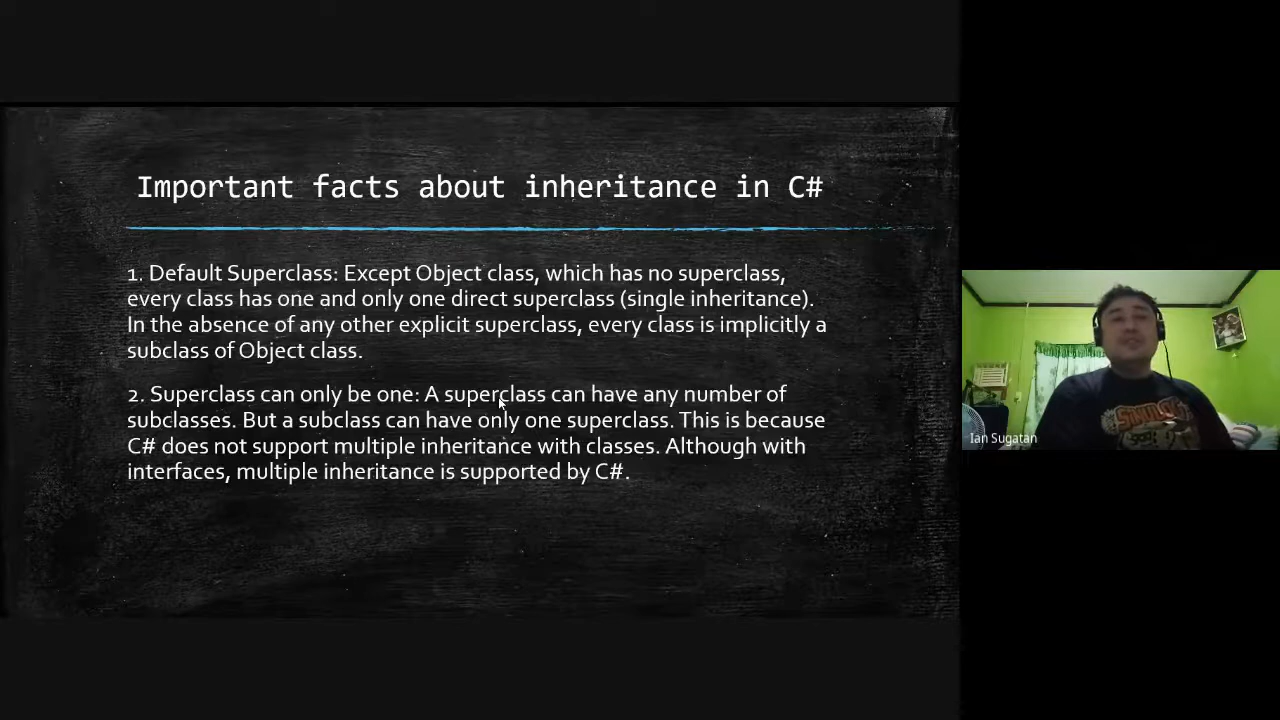 Important facts about inheritance in C#
1. Default Superclass: Except Object class, which has no superclass,
every class has one and only one direct superclass (single inheritance).
In the absence of any other explicit superclass, every class is implicitly a
subclass of Object class.
2. Superclass can only be one: A superclass can have any number of
subclasses. But a subclass can have only one superclass. This is because
C# does not support multiple inheritance with classes. Although with
interfaces, multiple inheritance is supported by C#.
Ian Sugatan